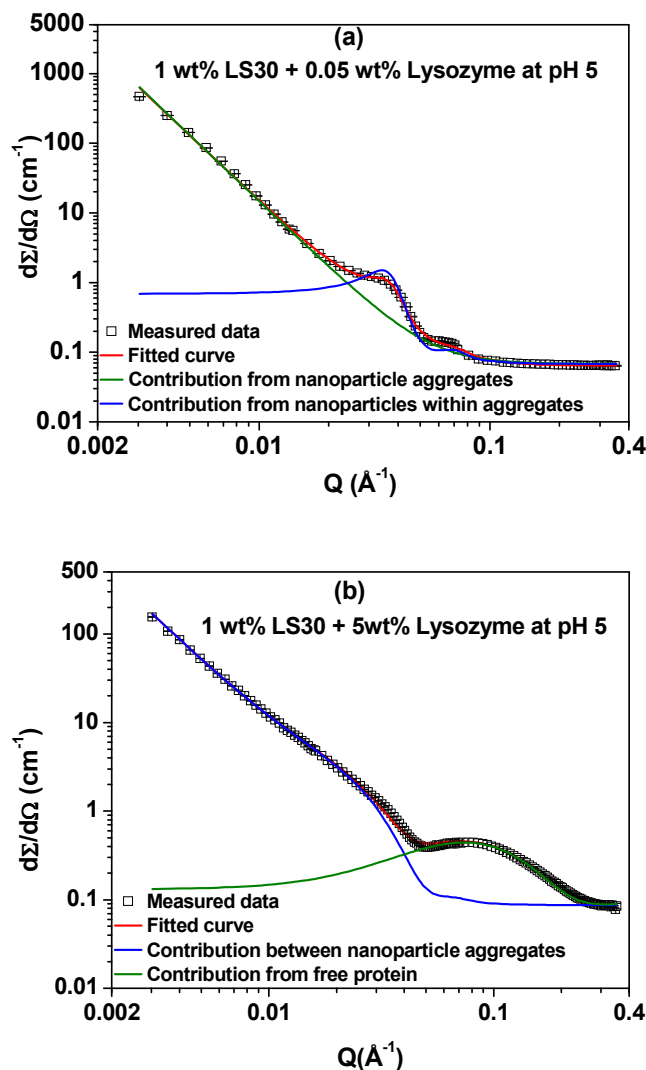 (a)
1 wt% LS30 + 0.05 wt% Lysozyme at pH 5
5000
1000
100
10
1
0.1
0.01
dΣ/dΩ (cm⁻¹)
Measured data
Fitted curve
Contribution from nanoparticle aggregates
Contribution from nanoparticles within aggregates
0.002
0.01
0.1
0.4
Q (Å⁻¹)
(b)
1 wt% LS30 + 5wt% Lysozyme at pH 5
500
100
10
1
0.1
0.01
dΣ/dΩ (cm⁻¹)
Measured data
Fitted curve
Contribution between nanoparticle aggregates
Contribution from free protein
0.002
0.01
0.1
0.4
Q(Å⁻¹)